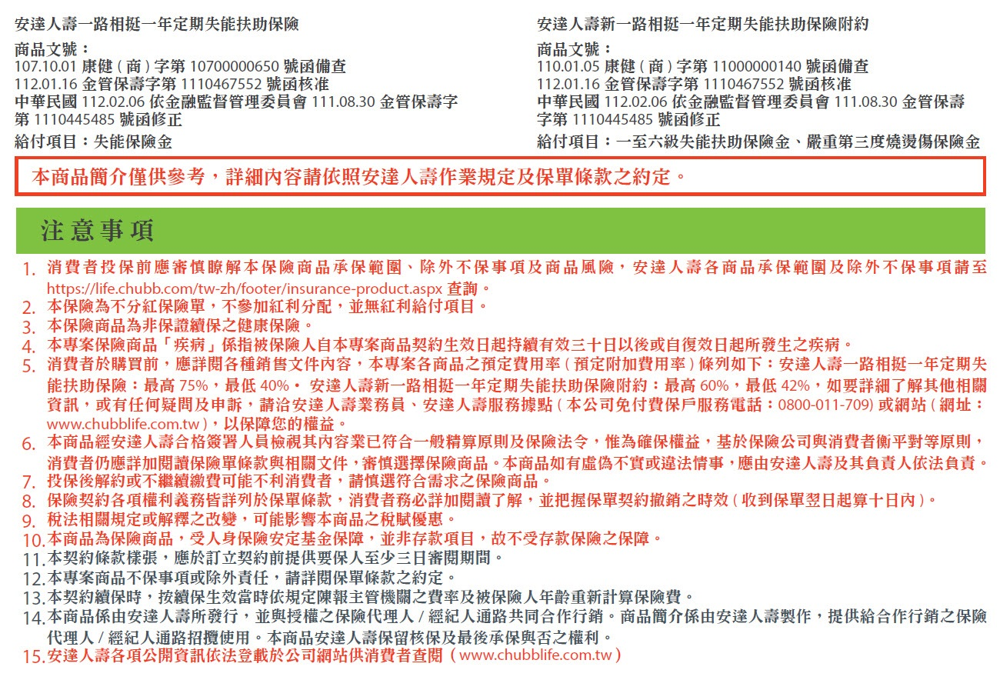 安達人壽一路相挺一年定期失能扶助保險
商品文號：
107.10.01 康健 ( 商 ) 字第 10700000650 號函備查
112.01.16 金管保壽字第 1110467552 號函核准
中華民國 112.02.06 依金融監督管理委員會 111.08.30 金管保壽字
第 1110445485 號函修正
給付項目：失能保險金
安達人壽新一路相挺一年定期失能扶助保險附約
商品文號：
110.01.05 康健 ( 商 ) 字第 11000000140 號函備查
112.01.16 金管保壽字第 1110467552 號函核准
中華民國 112.02.06 依金融監督管理委員會 111.08.30 金管保壽
字第 1110445485 號函修正
給付項目：一至六級失能扶助保險金、嚴重第三度燒燙傷保險金
本商品簡介僅供參考，詳細內容請依照安達人壽作業規定及保單條款之約定。
注意事項
1. 消費者投保前應審慎瞭解本保險商品承保範圍、除外不保事項及商品風險，安達人壽各商品承保範圍及除外不保事項請至
https://life.chubb.com/tw-zh/footer/insurance-product.aspx 查詢。
2. 本保險為不分紅保險單，不參加紅利分配，並無紅利給付項目。
3. 本保險商品為非保證續保之健康保險。
4. 本專案保險商品「疾病」係指被保險人自本專案商品契約生效日起持續有效三十日以後或自復效日起所發生之疾病。
5. 消費者於購買前，應詳閱各種銷售文件內容，本專案各商品之預定費用率 ( 預定附加費用率 ) 條列如下：安達人壽一路相挺一年定期失
能扶助保險：最高 75%，最低 40%• 安達人壽新一路相挺一年定期失能扶助保險附約：最高 60%，最低 42%，如要詳細了解其他相關
資訊，或有任何疑問及申訴，請洽安達人壽業務員、安達人壽服務據點 ( 本公司免付費保戶服務電話：0800-011-709) 或網站 ( 網址：
www.chubblife.com.tw )，以保障您的權益。
6. 本商品經安達人壽合格簽署人員檢視其內容業已符合一般精算原則及保險法令，惟為確保權益，基於保險公司與消費者衡平對等原則，
消費者仍應詳加閱讀保險單條款與相關文件，審慎選擇保險商品。本商品如有虛偽不實或違法情事，應由安達人壽及其負責人依法負責。
7. 投保後解約或不繼續繳費可能不利消費者，請慎選符合需求之保險商品。
8. 保險契約各項權利義務皆詳列於保單條款，消費者務必詳加閱讀了解，並把握保單契約撤銷之時效 ( 收到保單翌日起算十日內 )。
9. 稅法相關規定或解釋之改變，可能影響本商品之稅賦優惠。
10.本商品為保險商品，受人身保險安定基金保障，並非存款項目，故不受存款保險之保障。
11.本契約條款樣張，應於訂立契約前提供要保人至少三日審閱期間。
12.本專案商品不保事項或除外責任，請詳閱保單條款之約定。
13.本契約續保時，按續保生效當時依規定陳報主管機關之費率及被保險人年齡重新計算保險費。
14.本商品係由安達人壽所發行，並與授權之保險代理人 / 經紀人通路共同合作行銷。商品簡介係由安達人壽製作，提供給合作行銷之保險
代理人 / 經紀人通路招攬使用。本商品安達人壽保留核保及最後承保與否之權利。
15.安達人壽各項公開資訊依法登載於公司網站供消費者查閱（www.chubblife.com.tw）